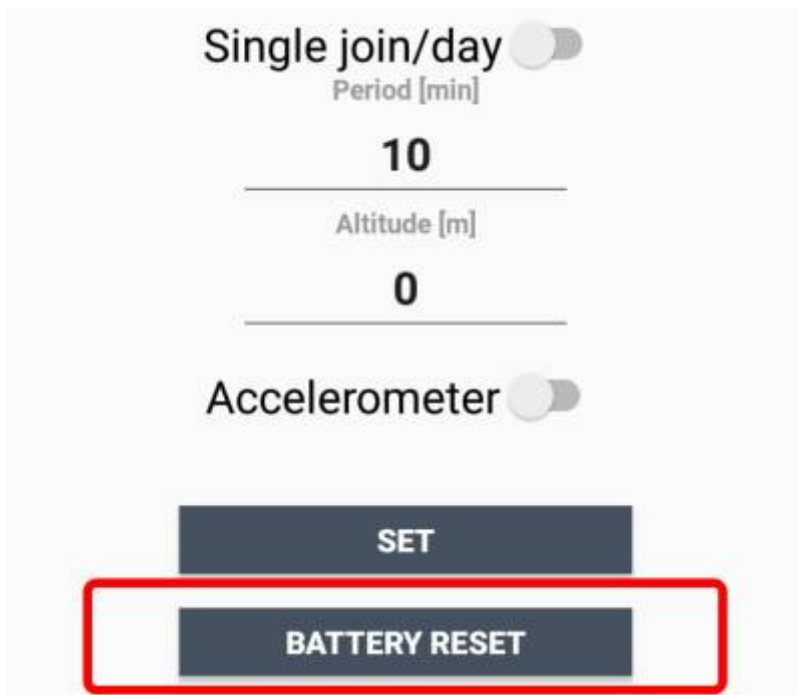 Single join/day
Period [min]
10
Altitude [m]
0
Accelerometer
SET
BATTERY RESET